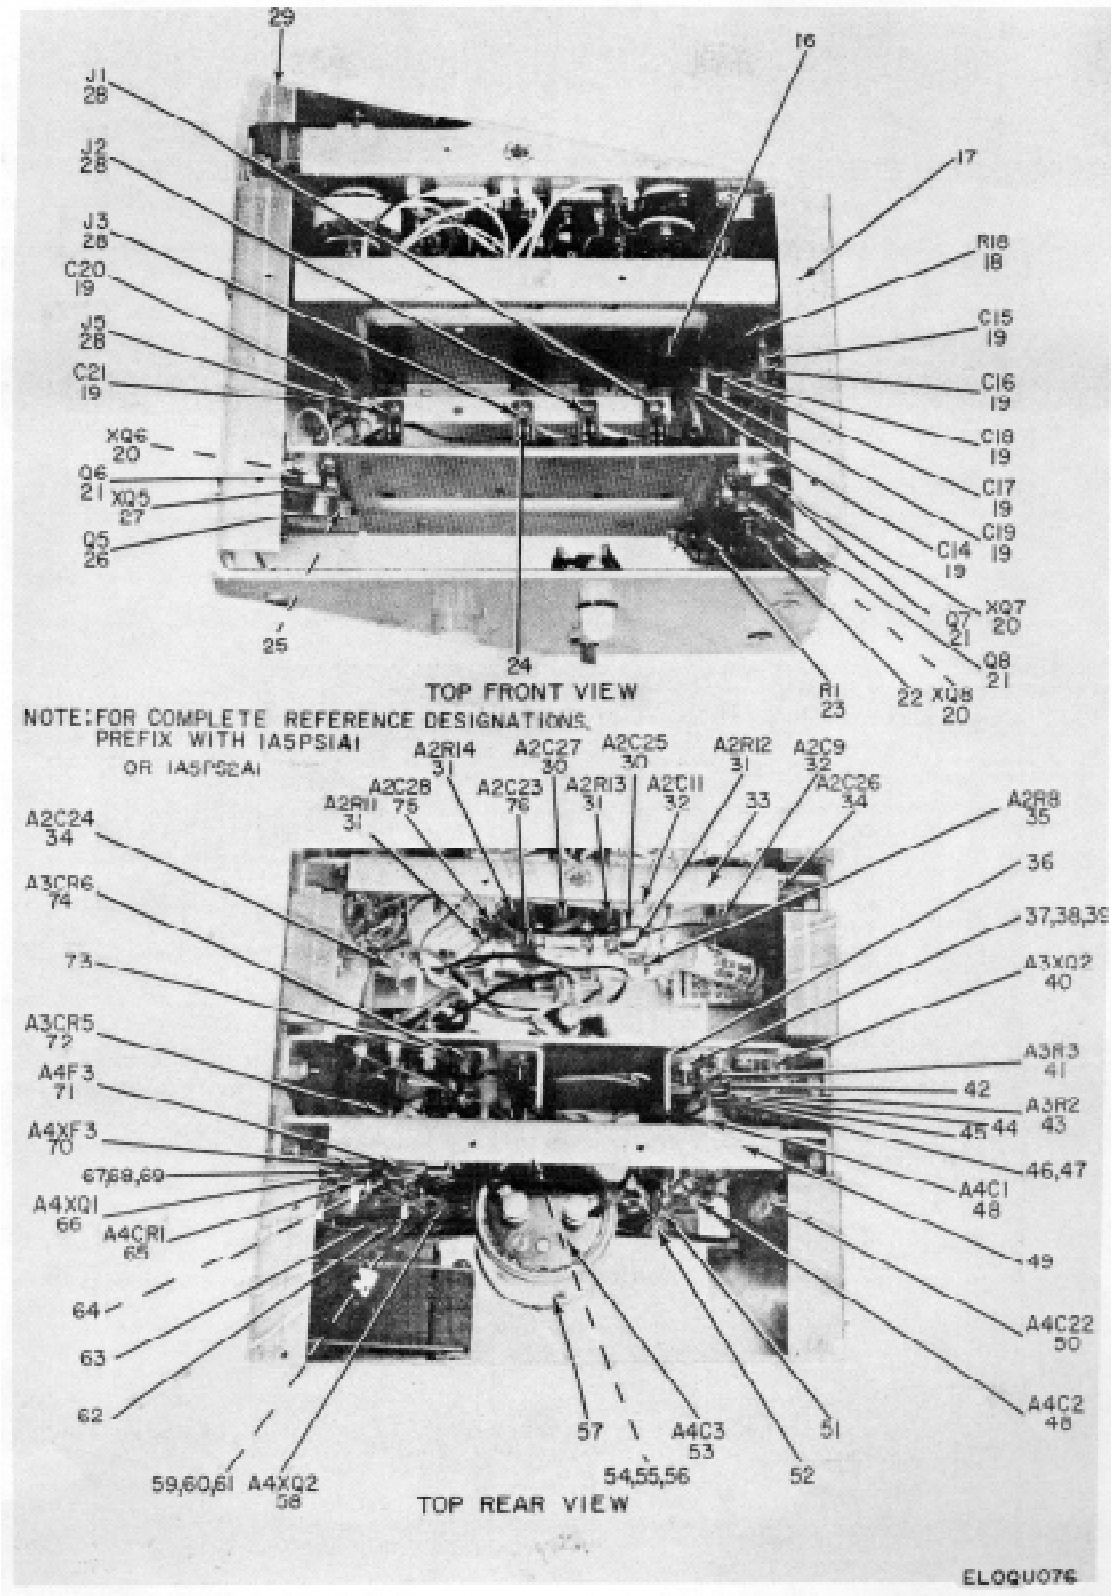 29
16
J1
28
J2
28
17
J3
28
R18
18
C20
19
C15
19
J5
28
C21
19
C16
19
XQ6
20
C18
19
Q6
21
XQ5
27
C17
19
Q5
26
C19
19
C14
19
XQ7
20
Q7
21
25
24
Q8
21
R1
23
22
XQ8
20
TOP FRONT VIEW
NOTE: FOR COMPLETE REFERENCE DESIGNATIONS,
PREFIX WITH 1A5PS1A1
OR 1A5PS2A1
A2R14
31
A2C27
30
A2C25
30
A2R12
31
A2C9
32
A2R11
31
A2C28
75
A2C23
76
A2R13
31
A2C11
32
33
A2C26
34
A2C24
34
A2R8
35
A3CR6
74
36
37,38,39
73
A3XQ2
40
A3CR5
72
A3R3
41
A4F3
71
42
A3R2
43
44
45
A4XF3
70
46,47
67,68,69
A4XQ1
66
A4C1
48
A4CR1
65
49
64
A4C22
50
63
62
A4C2
48
57
A4C3
53
51
59,60,61
A4XQ2
58
54,55,56
52
TOP REAR VIEW
ELOQU076